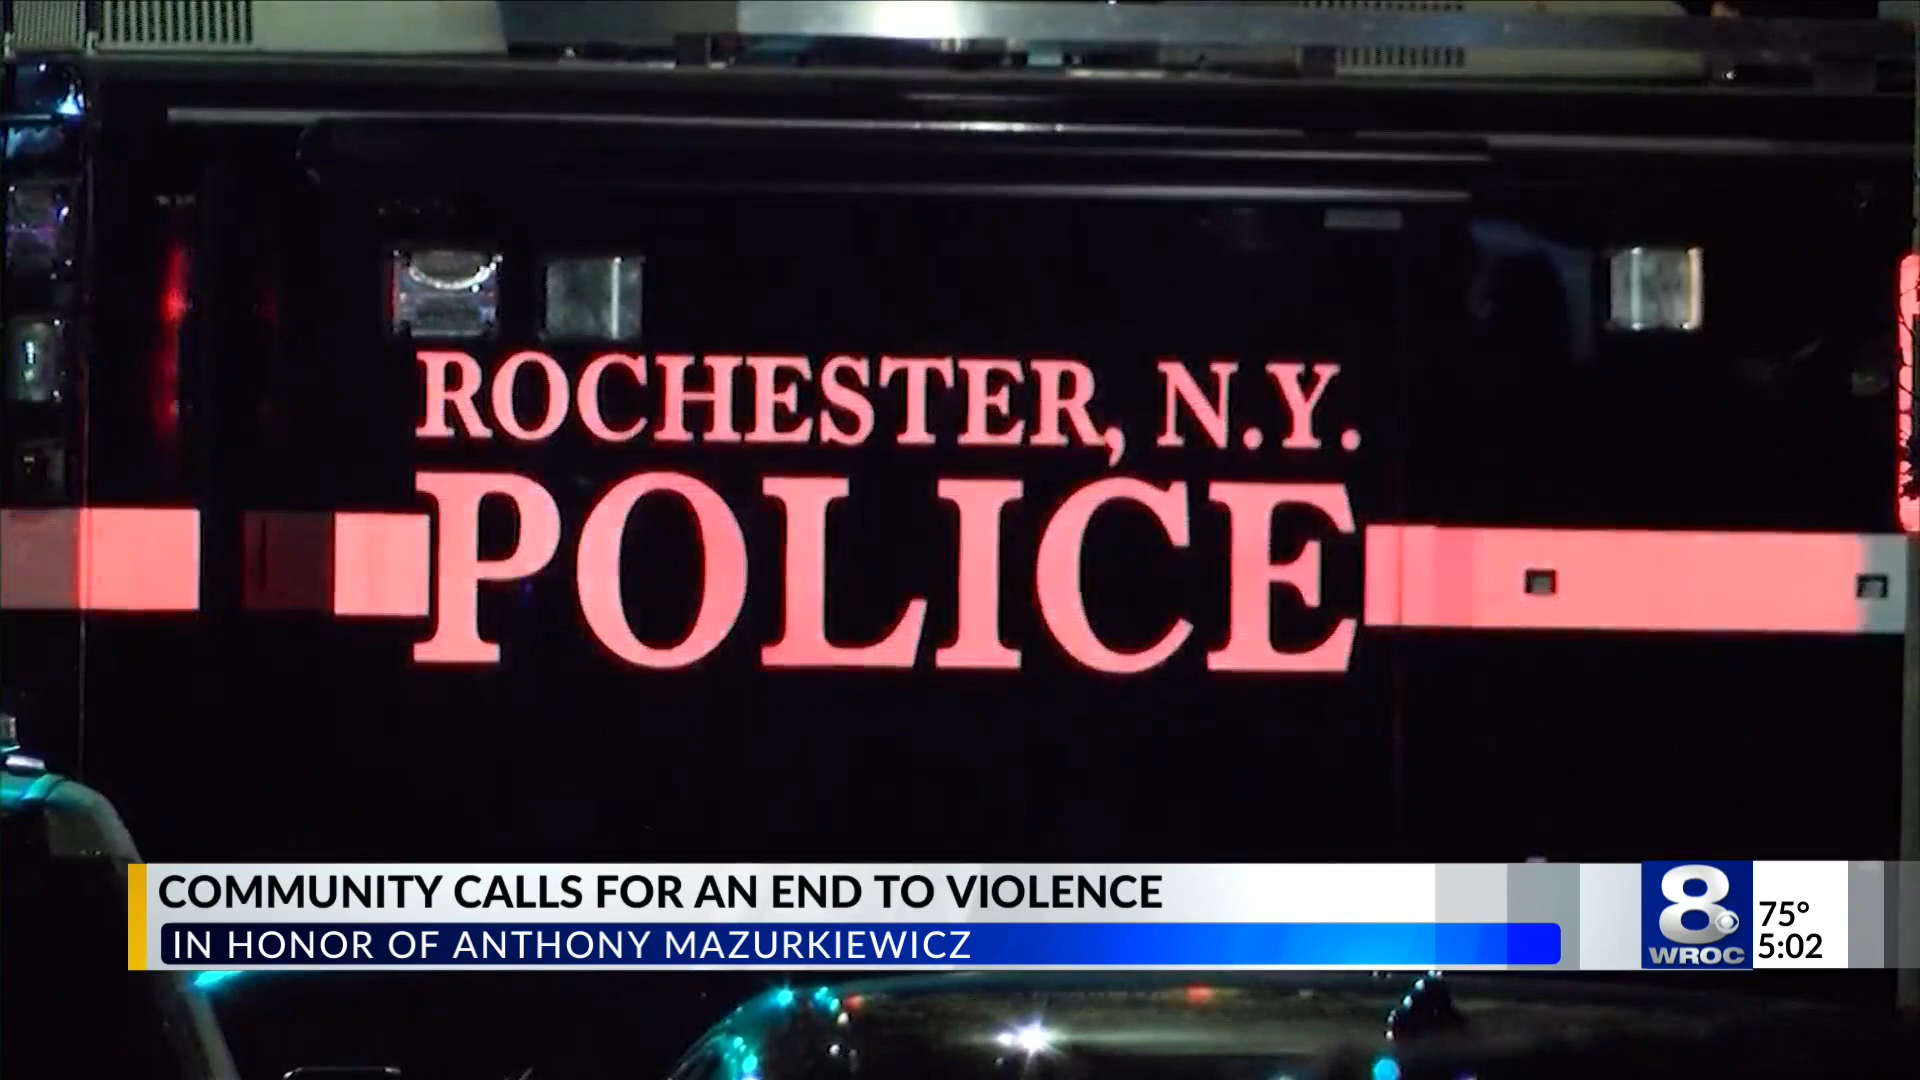 ROCHESTER, N.Y.
POLICE
COMMUNITY CALLS FOR AN END TO VIOLENCE
IN HONOR OF ANTHONY MAZURKIEWICZ
8
WROC
75°
5:02